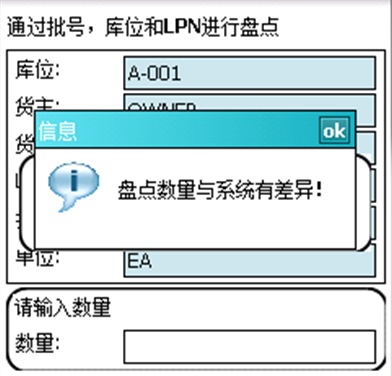 通过批号，库位和LPN进行盘点
库位:
A-001
货主:
OWNER
信息
ok
盘点数量与系统有差异!
单位:
EA
请输入数量
数量: